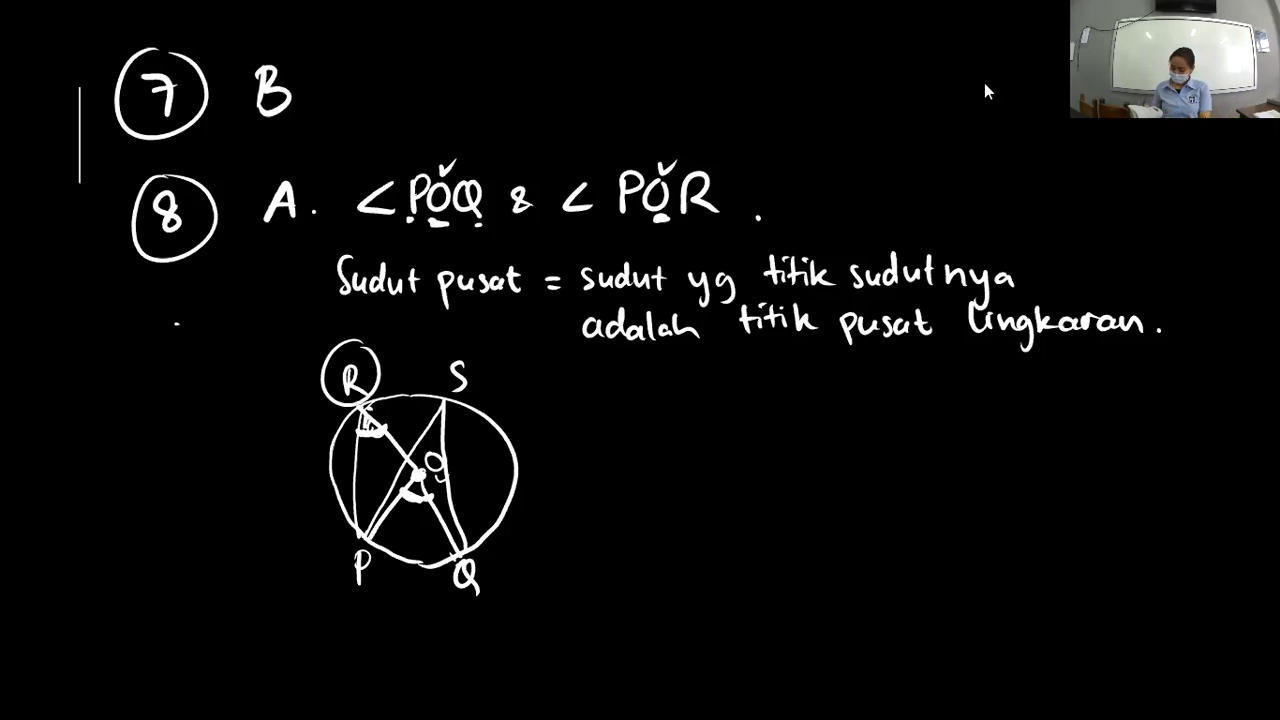 7 B
8 A. ∠POQ & ∠POR.
Sudut pusat = sudut yg titik sudutnya
adalah titik pusat lingkaran.
R S
O
P Q